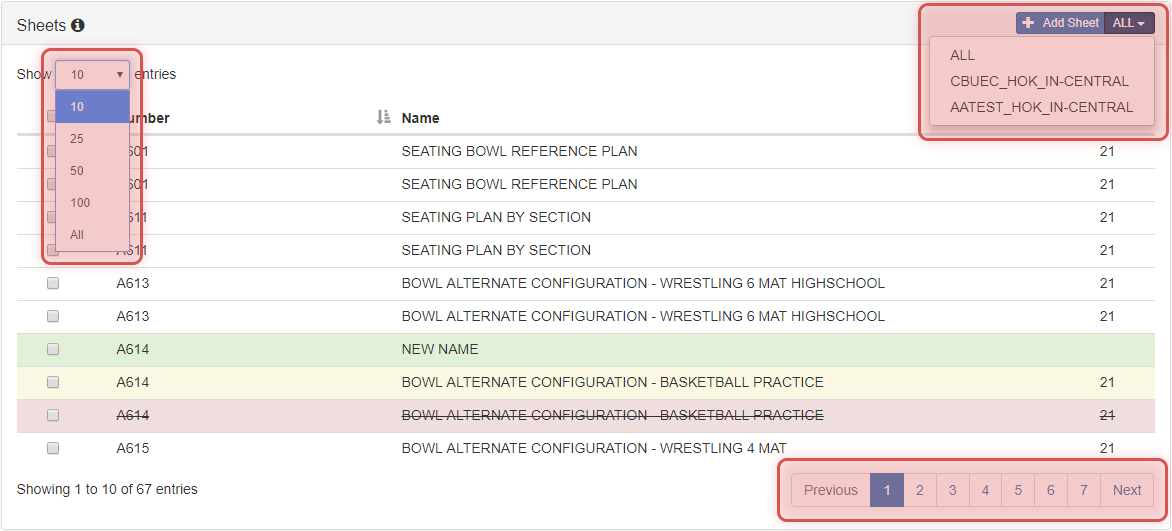 Sheets
Add Sheet ALL
ALL
CBUEC_HOK_IN-CENTRAL
AATEST_HOK_IN-CENTRAL
Show 10 entries
10
25
50
100
All
Name
601 SEATING BOWL REFERENCE PLAN 21
601 SEATING BOWL REFERENCE PLAN 21
611 SEATING PLAN BY SECTION 21
A611 SEATING PLAN BY SECTION 21
A613 BOWL ALTERNATE CONFIGURATION - WRESTLING 6 MAT HIGHSCHOOL 21
A613 BOWL ALTERNATE CONFIGURATION - WRESTLING 6 MAT HIGHSCHOOL 21
A614 NEW NAME
A614 BOWL ALTERNATE CONFIGURATION - BASKETBALL PRACTICE 21
A614 BOWL ALTERNATE CONFIGURATION - BASKETBALL PRACTICE 21
A615 BOWL ALTERNATE CONFIGURATION - WRESTLING 4 MAT 21
Showing 1 to 10 of 67 entries
Previous 1 2 3 4 5 6 7 Next